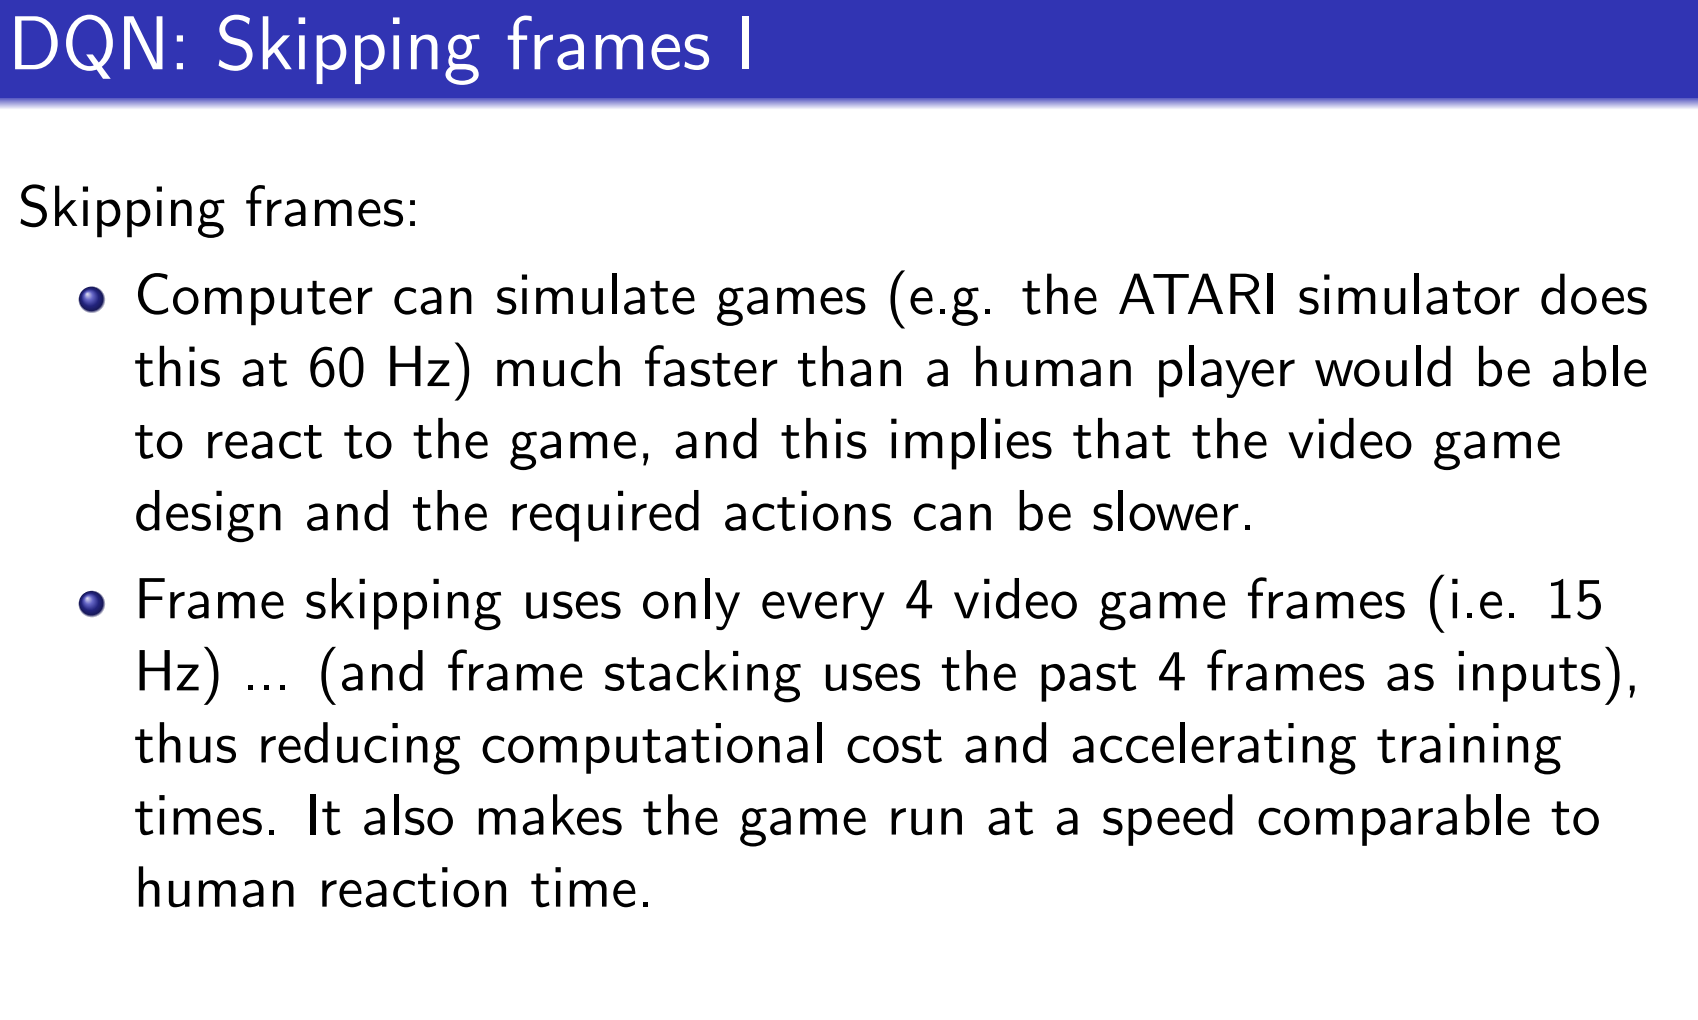 DQN: Skipping frames I
Skipping frames:
Computer can simulate games (e.g. the ATARI simulator does
this at 60 Hz) much faster than a human player would be able
to react to the game, and this implies that the video game
design and the required actions can be slower.
Frame skipping uses only every 4 video game frames (i.e. 15
Hz) ... (and frame stacking uses the past 4 frames as inputs),
thus reducing computational cost and accelerating training
times. It also makes the game run at a speed comparable to
human reaction time.